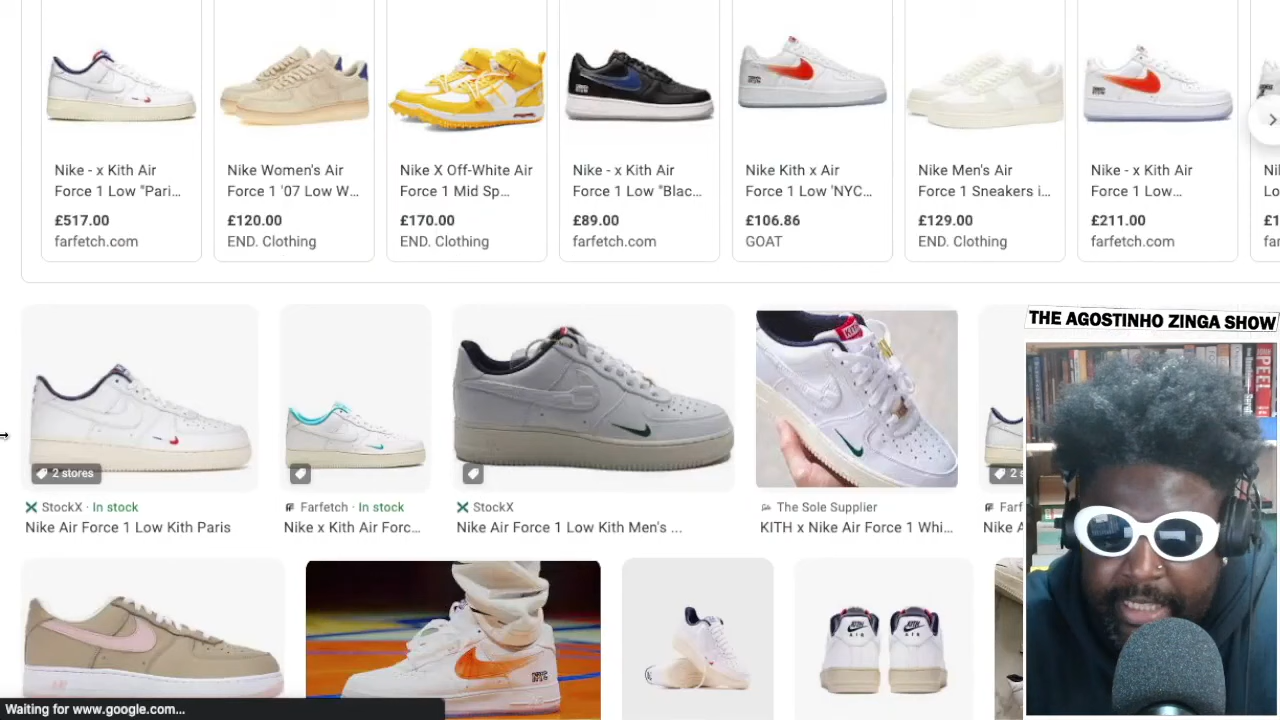 Nike - x Kith Air
Force 1 Low "Pari...
£517.00
farfetch.com
Nike Women's Air
Force 1 '07 Low W...
£120.00
END. Clothing
Nike X Off-White Air
Force 1 Mid Sp...
£170.00
END. Clothing
Nike - x Kith Air
Force 1 Low "Blac...
£89.00
farfetch.com
Nike Kith x Air
Force 1 Low 'NYC...
£106.86
GOAT
Nike Men's Air
Force 1 Sneakers i...
£129.00
END. Clothing
Nike - x Kith Air
Force 1 Low...
£211.00
farfetch.com
THE AGOSTINHO ZINGA SHOW
2 stores
StockX · In stock
Nike Air Force 1 Low Kith Paris
Farfetch · In stock
Nike x Kith Air Forc...
StockX
Nike Air Force 1 Low Kith Men's ...
KITH
The Sole Supplier
KITH x Nike Air Force 1 Whi...
PEEL
KITH
AIR
KITH
AIR
Waiting for www.google.com...